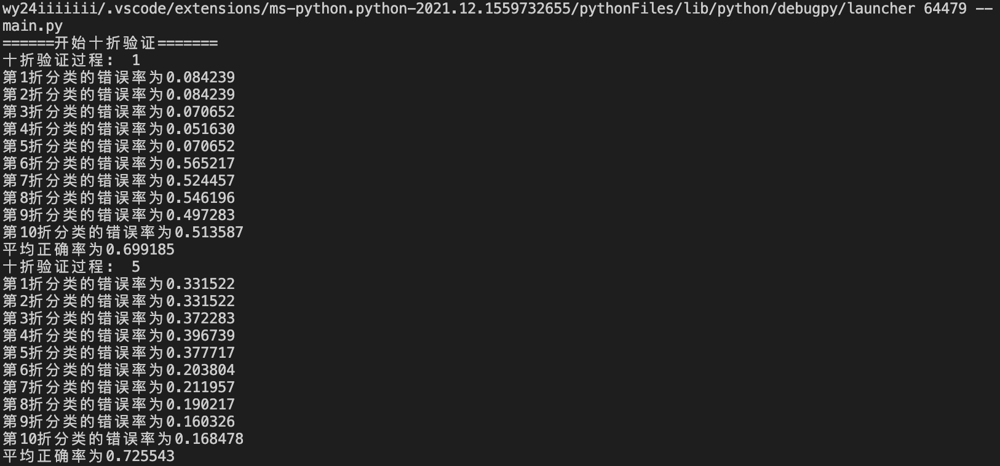 wy24iiiiiii/.vscode/extensions/ms-python.python-2021.12.1559732655/pythonFiles/lib/python/debugpy/launcher 64479 --
main.py
======开始十折验证=======
十折验证过程: 1
第1折分类的错误率为0.084239
第2折分类的错误率为0.084239
第3折分类的错误率为0.070652
第4折分类的错误率为0.051630
第5折分类的错误率为0.070652
第6折分类的错误率为0.565217
第7折分类的错误率为0.524457
第8折分类的错误率为0.546196
第9折分类的错误率为0.497283
第10折分类的错误率为0.513587
平均正确率为0.699185
十折验证过程: 5
第1折分类的错误率为0.331522
第2折分类的错误率为0.331522
第3折分类的错误率为0.372283
第4折分类的错误率为0.396739
第5折分类的错误率为0.377717
第6折分类的错误率为0.203804
第7折分类的错误率为0.211957
第8折分类的错误率为0.190217
第9折分类的错误率为0.160326
第10折分类的错误率为0.168478
平均正确率为0.725543